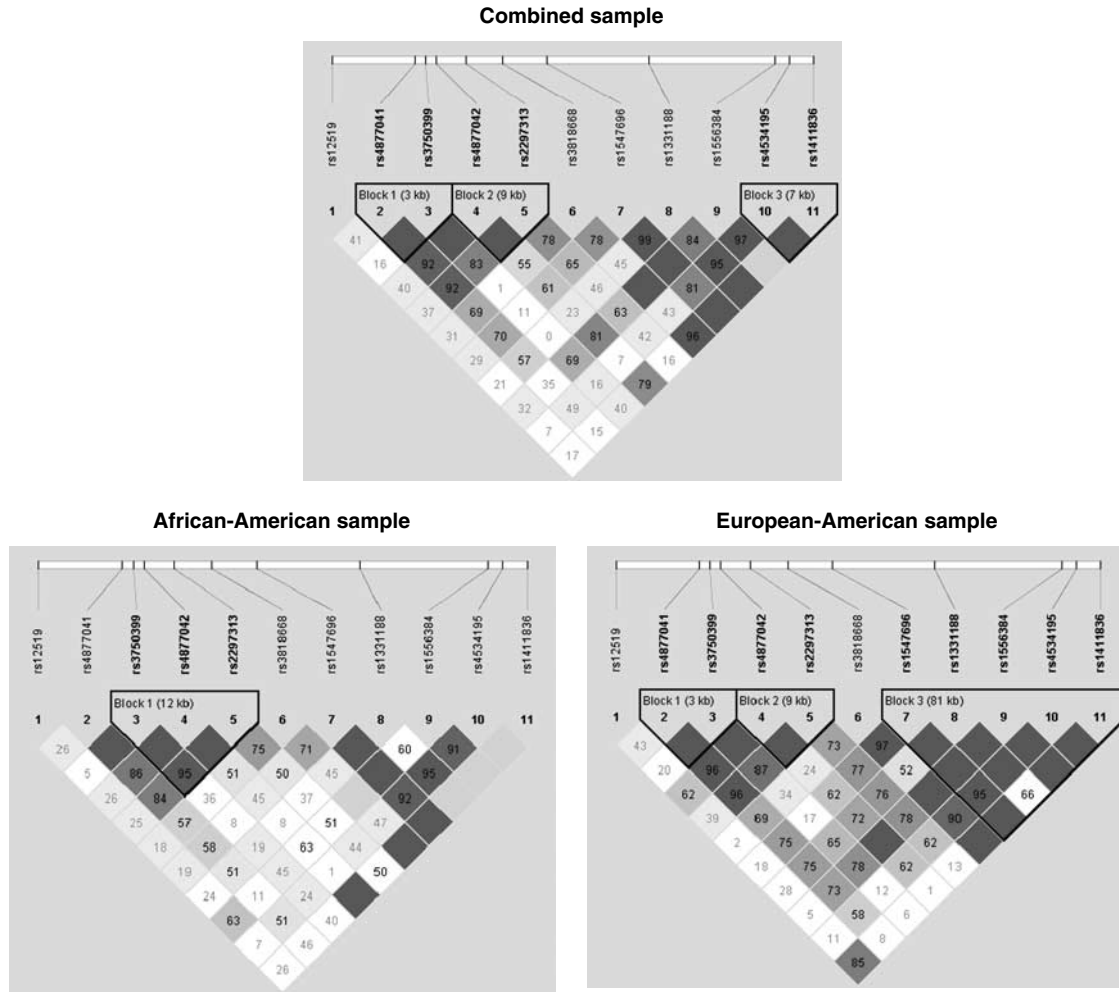 Combined sample
rs12519 rs4877041 rs3750399 rs4877042 rs2297313 rs3818668 rs1547696 rs1331188 rs1556384 rs4534195 rs1411836
Block 1 (3 kb) Block 2 (9 kb) Block 3 (7 kb)
1 2 3 4 5 6 7 8 9 10 11
41 78 78 99 84 97
16 92 83 55 65 45 95
40 92 1 61 46 81
37 69 11 23 63 43
31 70 0 81 42 96
29 57 69 7 16
21 35 16 79
32 49 40
7 15
17
African-American sample
rs12519 rs4877041 rs3750399 rs4877042 rs2297313 rs3818668 rs1547696 rs1331188 rs1556384 rs4534195 rs1411836
Block 1 (12 kb)
1 2 3 4 5 6 7 8 9 10 11
26 75 71 60 91
5 86 95 51 50 45 95
26 84 36 45 37 92
25 57 8 8 51 47
18 58 19 63 44
19 51 45 1 50
24 11 24
63 51 40
7 46
26
European-American sample
rs12519 rs4877041 rs3750399 rs4877042 rs2297313 rs3818668 rs1547696 rs1331188 rs1556384 rs4534195 rs1411836
Block 1 (3 kb) Block 2 (9 kb) Block 3 (81 kb)
1 2 3 4 5 6 7 8 9 10 11
43 73 97
20 96 87 24 77 52
62 96 34 62 76 95 66
39 69 17 72 78 90
2 75 65 62
18 75 78 62 13
28 73 12 1
5 58 6
11 8
85